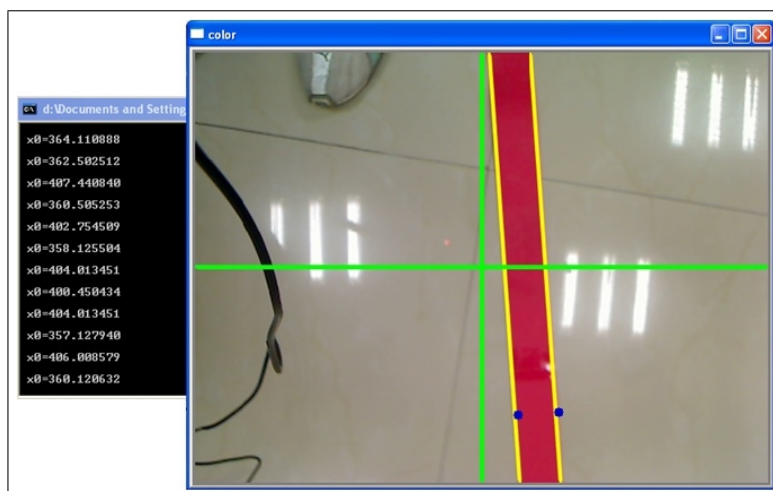 color
d:\Documents and Setting
x0=364.110888
x0=362.502512
x0=407.440840
x0=360.505253
x0=402.754509
x0=358.125504
x0=404.013451
x0=400.450434
x0=404.013451
x0=357.127940
x0=406.008579
x0=360.120632